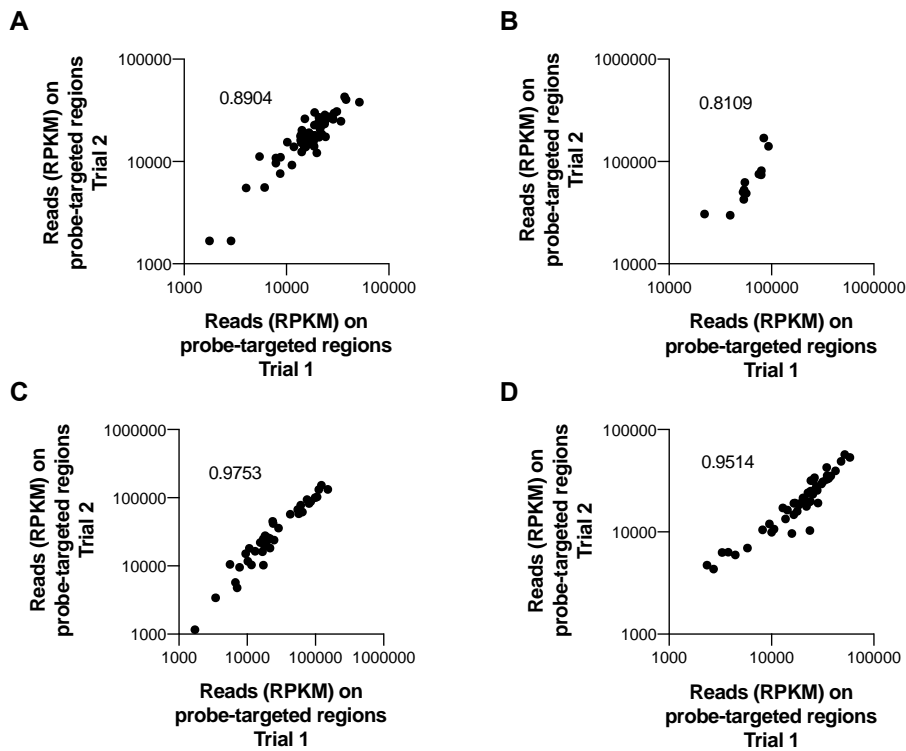 A
Reads (RPKM) on
probe-targeted regions
Trial 2
100000
10000
1000
0.8904
1000
10000
100000
Reads (RPKM) on
probe-targeted regions
Trial 1
B
Reads (RPKM) on
probe-targeted regions
Trial 2
1000000
1000000
10000
0.8109
10000
100000
1000000
Reads (RPKM) on
probe-targeted regions
Trial 1
C
Reads (RPKM) on
probe-targeted regions
Trial 2
1000000
100000
10000
1000
0.9753
1000
10000
100000
1000000
Reads (RPKM) on
probe-targeted regions
Trial 1
D
Reads (RPKM) on
probe-targeted regions
Trial 2
100000
10000
1000
0.9514
1000
10000
100000
Reads (RPKM) on
probe-targeted regions
Trial 1